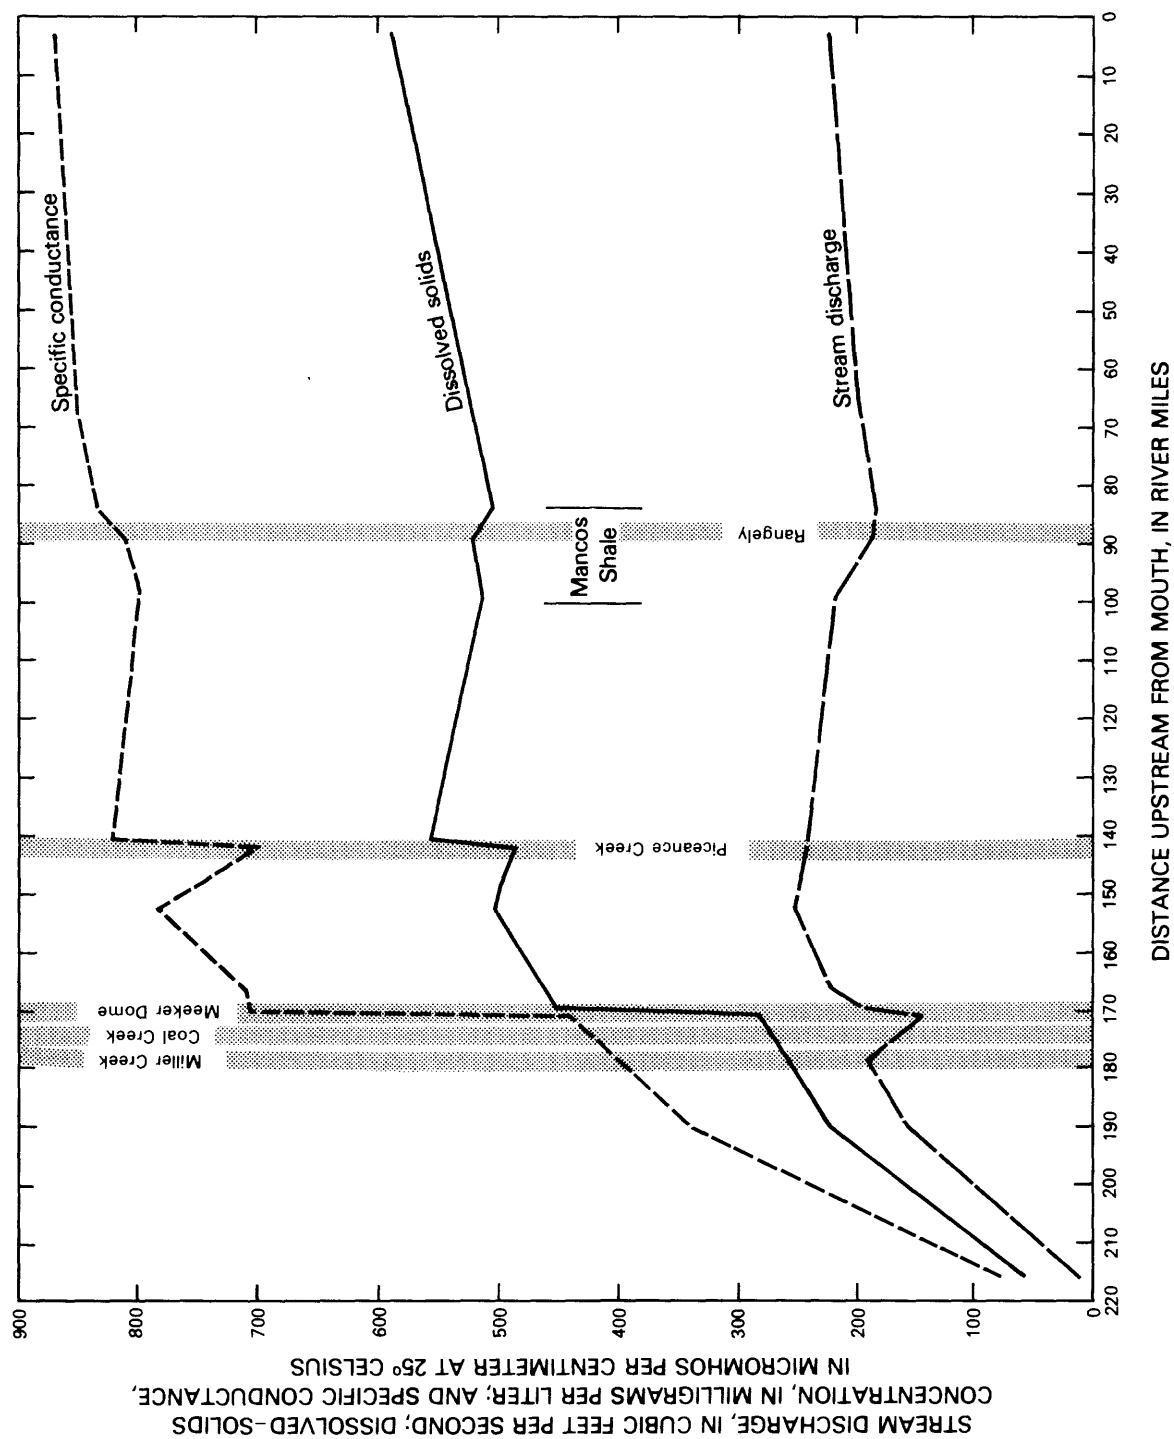 900
800
700
600
500
400
300
200
100
0
STREAM DISCHARGE, IN CUBIC FEET PER SECOND; DISSOLVED-SOLIDS
CONCENTRATION, IN MILLIGRAMS PER LITER; AND SPECIFIC CONDUCTANCE,
IN MICROMHOS PER CENTIMETER AT 25° CELSIUS
Specific conductance
Dissolved solids
Stream discharge
Miller Creek
Coal Creek
Meeker Dome
Piceance Creek
Mancos
Shale
Rangely
220
210
200
190
180
170
160
150
140
130
120
110
100
90
80
70
60
50
40
30
20
10
0
DISTANCE UPSTREAM FROM MOUTH, IN RIVER MILES